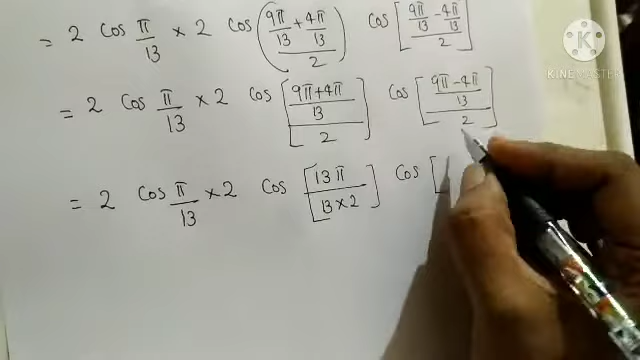 = 2 cos π/13 × 2 cos (9π/13 + 4π/13 / 2) cos [9π/13 - 4π/13 / 2]
= 2 cos π/13 × 2 cos [9π+4π/13 / 2] cos [9π-4π/13 / 2]
= 2 cos π/13 × 2 cos [13π / 13×2] cos [
K
KINEMASTER